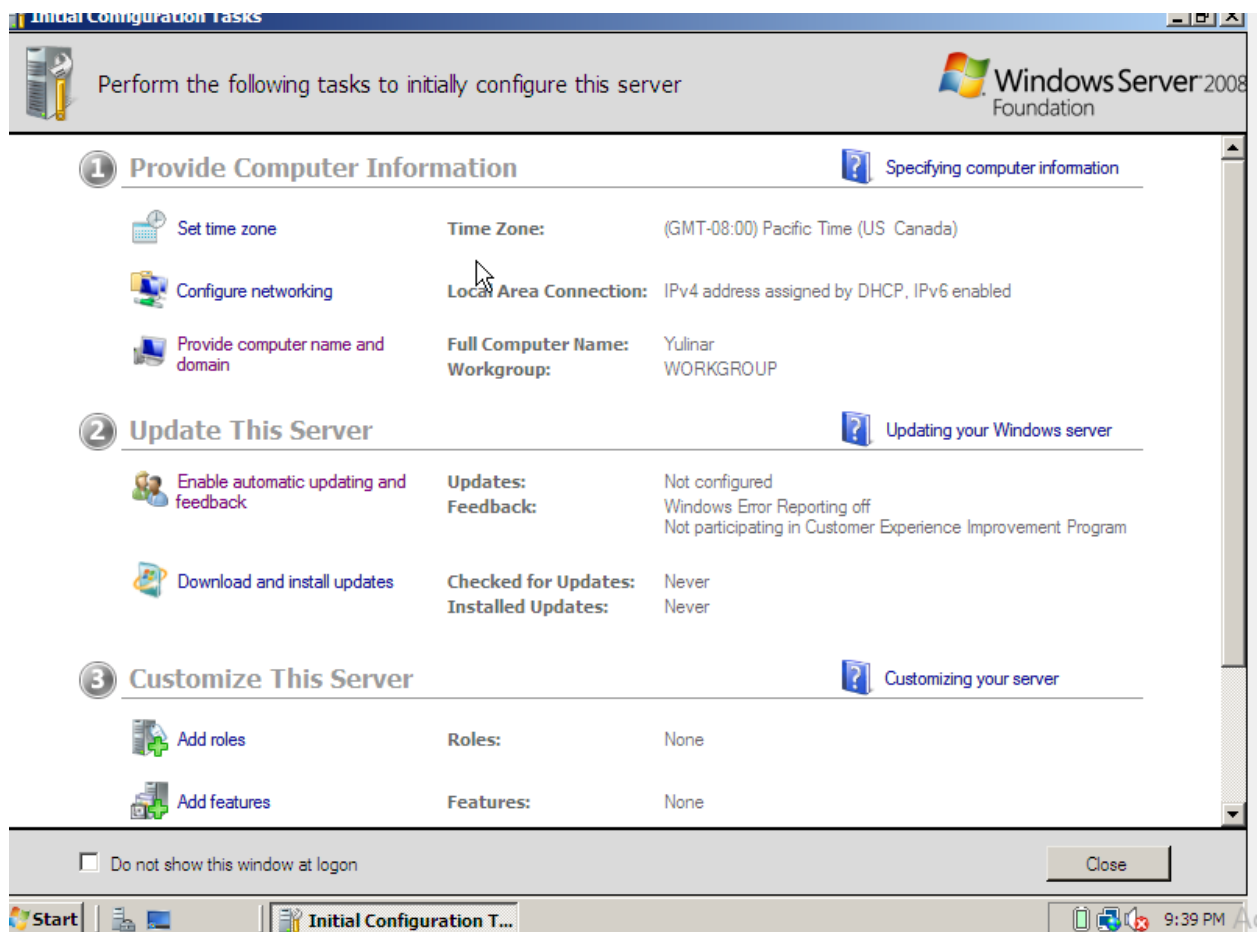 Initial Configuration Tasks
Perform the following tasks to initially configure this server
Windows Server 2008
Foundation
1 Provide Computer Information
Specifying computer information
Set time zone Time Zone: (GMT-08:00) Pacific Time (US Canada)
Configure networking Local Area Connection: IPv4 address assigned by DHCP, IPv6 enabled
Provide computer name and Full Computer Name: Yulinar
domain Workgroup: WORKGROUP
2 Update This Server
Updating your Windows server
Enable automatic updating and Updates: Not configured
feedback Feedback: Windows Error Reporting off
Not participating in Customer Experience Improvement Program
Download and install updates Checked for Updates: Never
Installed Updates: Never
3 Customize This Server
Customizing your server
Add roles Roles: None
Add features Features: None
Do not show this window at logon
Close
Start Initial Configuration T... 9:39 PM